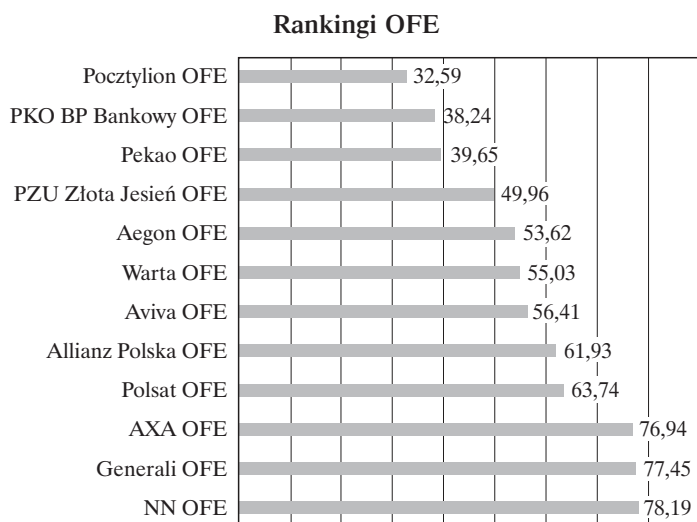 Rankingi OFE
Pocztylion OFE 32,59
PKO BP Bankowy OFE 38,24
Pekao OFE 39,65
PZU Złota Jesień OFE 49,96
Aegon OFE 53,62
Warta OFE 55,03
Aviva OFE 56,41
Allianz Polska OFE 61,93
Polsat OFE 63,74
AXA OFE 76,94
Generali OFE 77,45
NN OFE 78,19